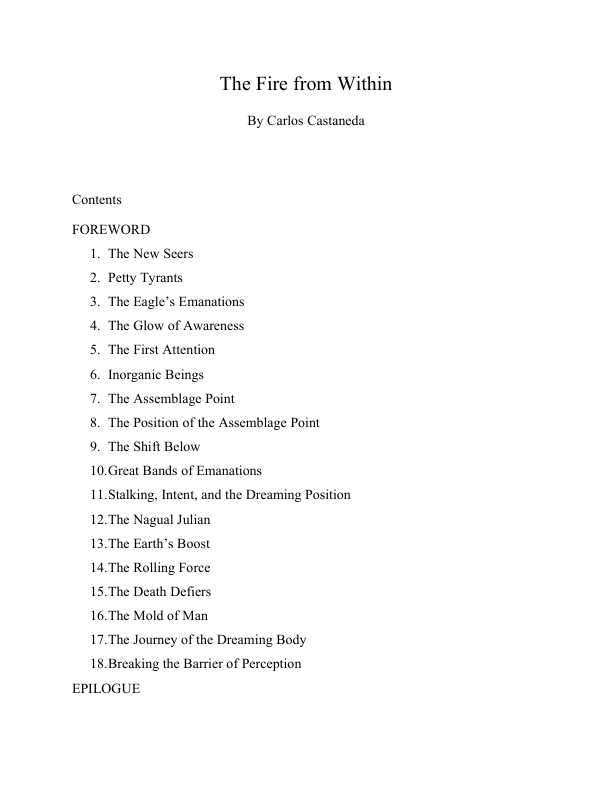 The Fire from Within
By Carlos Castaneda
Contents
FOREWORD
1. The New Seers
2. Petty Tyrants
3. The Eagle’s Emanations
4. The Glow of Awareness
5. The First Attention
6. Inorganic Beings
7. The Assemblage Point
8. The Position of the Assemblage Point
9. The Shift Below
10.Great Bands of Emanations
11.Stalking, Intent, and the Dreaming Position
12.The Nagual Julian
13.The Earth’s Boost
14.The Rolling Force
15.The Death Defiers
16.The Mold of Man
17.The Journey of the Dreaming Body
18.Breaking the Barrier of Perception
EPILOGUE